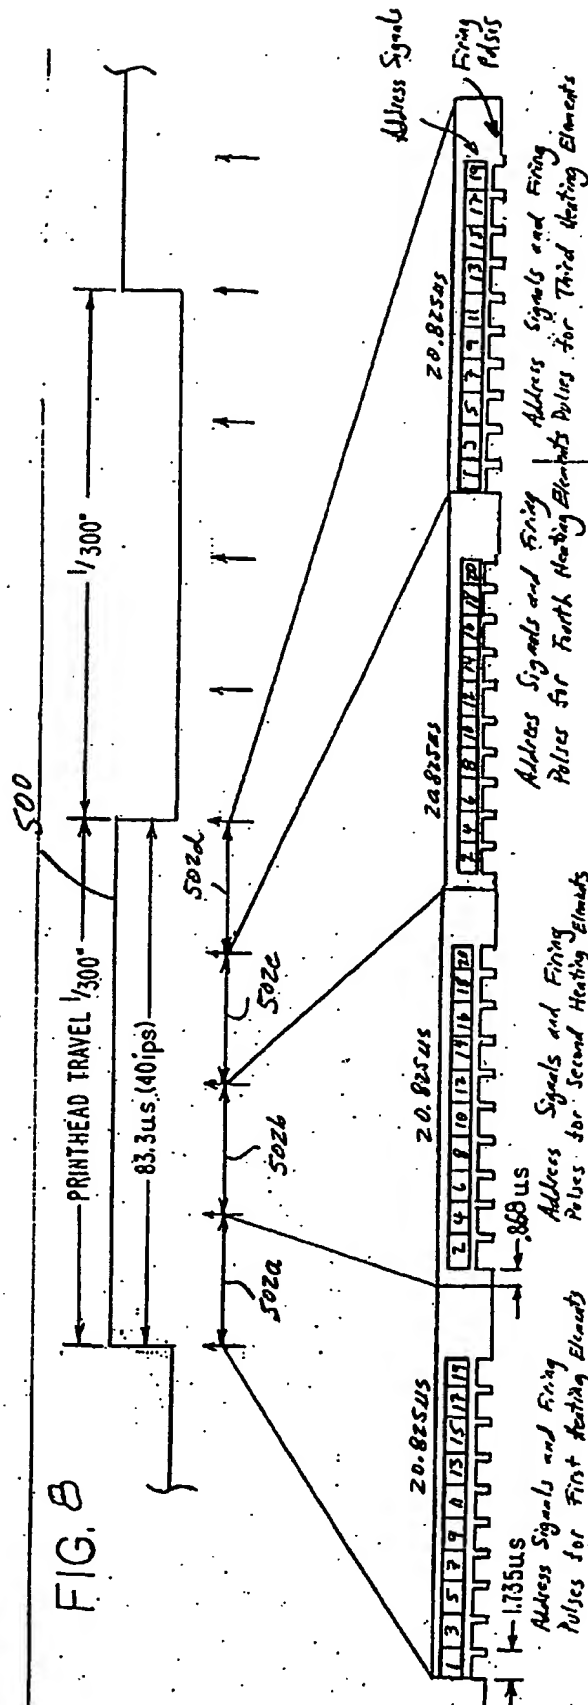 FIG. 8
500
PRINTHEAD TRAVEL 1/300"
1/300"
83.3us (40ips)
502a
502b
502c
502d
Address Signals
Firing
20.825us
20.825us
20.825us
20.825us
1 3 5 7 9 11 13 15 17 19
2 4 6 8 10 12 14 16 18 20
2 4 6 8 10 12 14 16 18 20
1 3 5 7 9 11 13 15 17 19
1.735us
.868us
Address Signals and Firing
Pulses for First Heating Elements
Address Signals and Firing
Pulses for Second Heating Elements
Address Signals and Firing
Pulses for Fourth Heating Elements
Address Signals and Firing
Pulses for Third Heating Elements